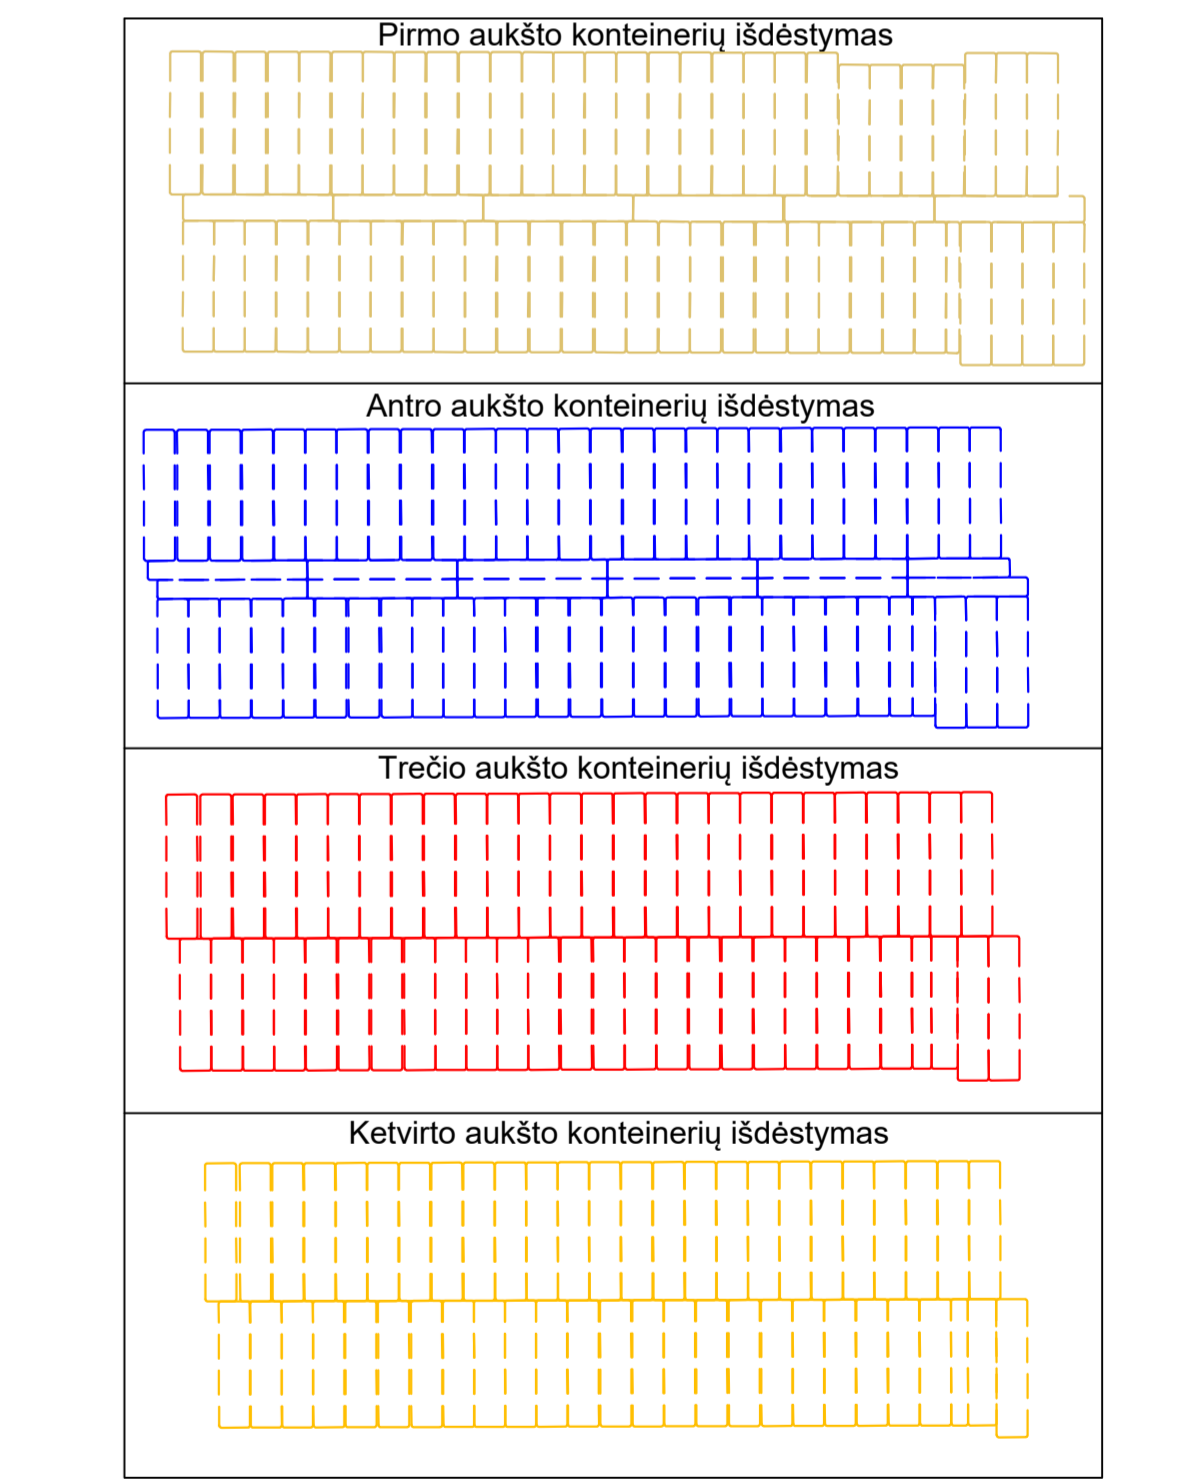 Pirmo aukšto konteinerių išdėstymas
Antro aukšto konteinerių išdėstymas
Trečio aukšto konteinerių išdėstymas
Ketvirto aukšto konteinerių išdėstymas